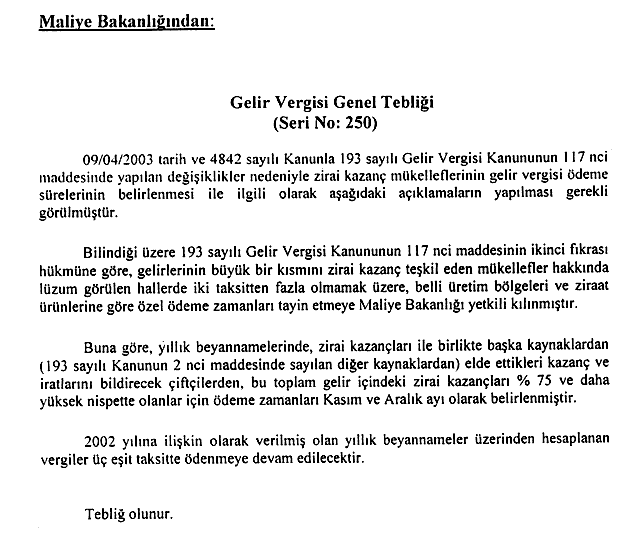 Maliye Bakanlığından:
Gelir Vergisi Genel Tebliği
(Seri No: 250)
09/04/2003 tarih ve 4842 sayılı Kanunla 193 sayılı Gelir Vergisi Kanununun 117 nci
maddesinde yapılan değişiklikler nedeniyle zirai kazanç mükelleflerinin gelir vergisi ödeme
sürelerinin belirlenmesi ile ilgili olarak aşağıdaki açıklamaların yapılması gerekli
görülmüştür.
Bilindiği üzere 193 sayılı Gelir Vergisi Kanununun 117 nci maddesinin ikinci fıkrası
hükmüne göre, gelirlerinin büyük bir kısmını zirai kazanç teşkil eden mükellefler hakkında
lüzum görülen hallerde iki taksitten fazla olmamak üzere, belli üretim bölgeleri ve ziraat
ürünlerine göre özel ödeme zamanları tayin etmeye Maliye Bakanlığı yetkili kılınmıştır.
Buna göre, yıllık beyannamelerinde, zirai kazançları ile birlikte başka kaynaklardan
(193 sayılı Kanunun 2 nci maddesinde sayılan diğer kaynaklardan) elde ettikleri kazanç ve
iratlarını bildirecek çiftçilerden, bu toplam gelir içindeki zirai kazançları % 75 ve daha
yüksek nispette olanlar için ödeme zamanları Kasım ve Aralık ayı olarak belirlenmiştir.
2002 yılına ilişkin olarak verilmiş olan yıllık beyannameler üzerinden hesaplanan
vergiler üç eşit taksitte ödenmeye devam edilecektir.
Tebliğ olunur.